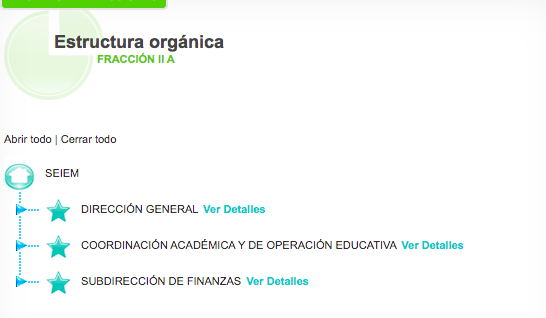 Estructura orgánica
FRACCIÓN II A
Abrir todo | Cerrar todo
SEIEM
DIRECCIÓN GENERAL Ver Detalles
COORDINACIÓN ACADÉMICA Y DE OPERACIÓN EDUCATIVA Ver Detalles
SUBDIRECCIÓN DE FINANZAS Ver Detalles